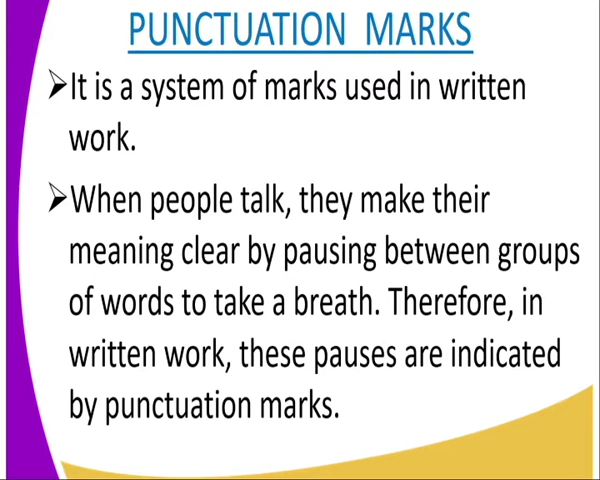 PUNCTUATION MARKS
➢It is a system of marks used in written
work.
➢When people talk, they make their
meaning clear by pausing between groups
of words to take a breath. Therefore, in
written work, these pauses are indicated
by punctuation marks.